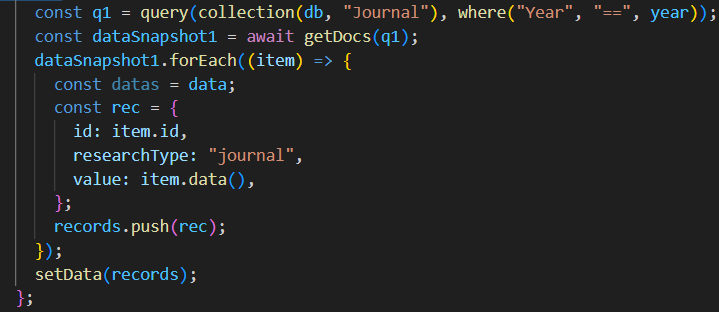 const q1 = query(collection(db, "Journal"), where("Year", "==", year));
const dataSnapshot1 = await getDocs(q1);
dataSnapshot1.forEach((item) => {
const datas = data;
const rec = {
id: item.id,
researchType: "journal",
value: item.data(),
};
records.push(rec);
});
setData(records);
};